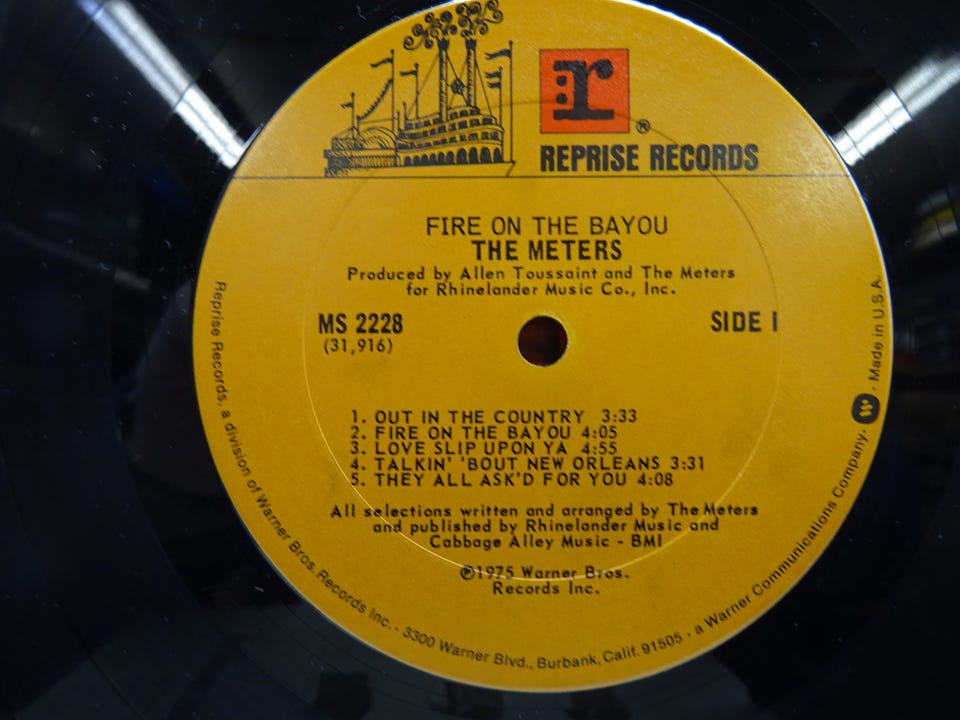 :r
®
REPRISE RECORDS
FIRE ON THE BAYOU
THE METERS
Produced by Allen Toussaint and The Meters
for Rhinelander Music Co., Inc.
MS 2228
(31,916)
SIDE 1
1. OUT IN THE COUNTRY 3:33
2. FIRE ON THE BAYOU 4:05
3. LOVE SLIP UPON YA 4:55
4. TALKIN' 'BOUT NEW ORLEANS 3:31
5. THEY ALL ASK'D FOR YOU 4:08
All selections written and arranged by The Meters
and published by Rhinelander Music and
Cabbage Alley Music - BMI
℗1975 Warner Bros.
Records Inc.
Reprise Records, a division of Warner Bros. Records Inc. · 3300 Warner Blvd., Burbank, Calif. 91505 · a Warner Communications Company · W · Made in U.S.A.